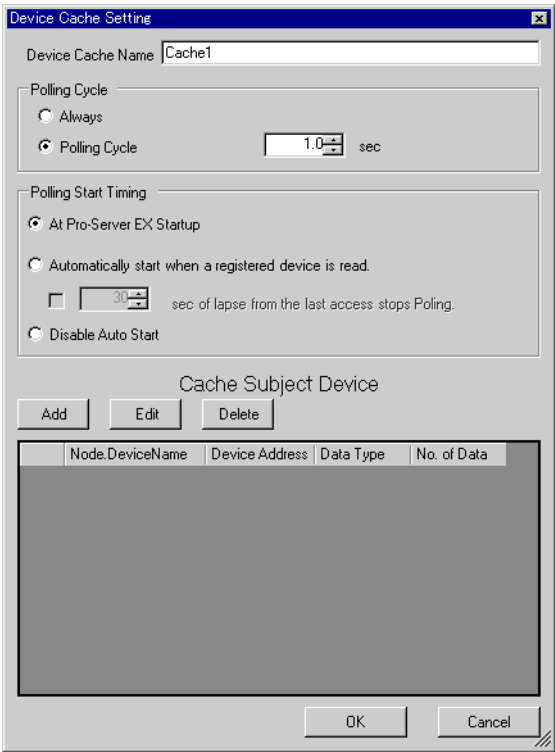 Device Cache Setting
Device Cache Name Cache1
Polling Cycle
Always
Polling Cycle 1.0 sec
Polling Start Timing
At Pro-Server EX Startup
Automatically start when a registered device is read.
30 sec of lapse from the last access stops Poling.
Disable Auto Start
Cache Subject Device
Add Edit Delete
Node.DeviceName Device Address Data Type No. of Data
OK Cancel